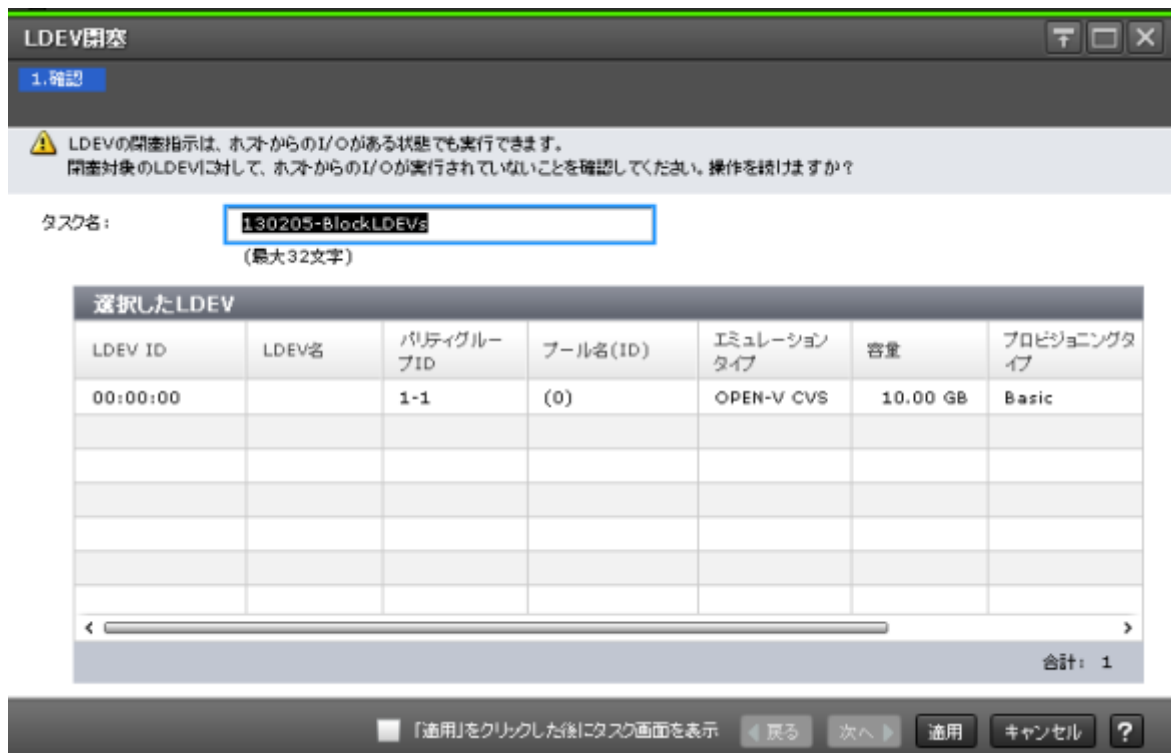 LDEV閉塞
1.確認
LDEVの閉塞指示は、ホストからのI/Oがある状態でも実行できます。
閉塞対象のLDEVに対して、ホストからのI/Oが実行されていないことを確認してください。操作を続けますか?
タスク名: 130205-BlockLDEVs
(最大32文字)
選択したLDEV
LDEV ID LDEV名 パリティグルー プール名(ID) エミュレーション 容量 プロビジョニングタ
プID タイプ イプ
00:00:00 1-1 (0) OPEN-V CVS 10.00 GB Basic
合計: 1
「適用」をクリックした後にタスク画面を表示 戻る 次へ 適用 キャンセル ?